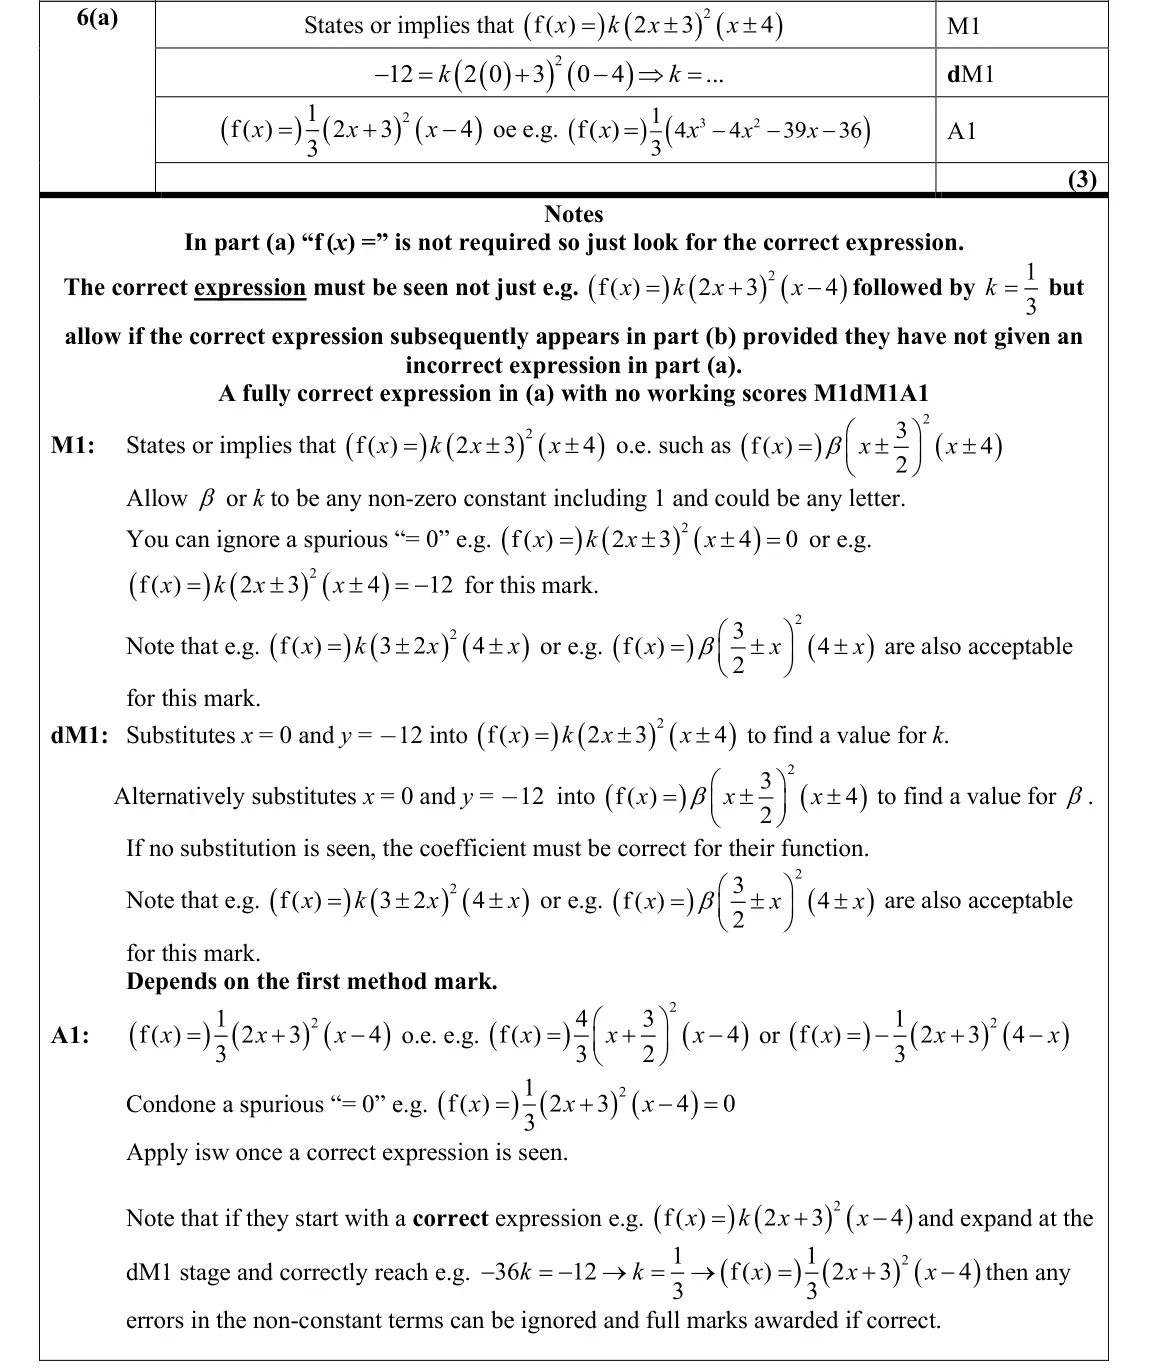 6(a) States or implies that (f(x) =)k(2x ± 3)²(x ± 4) M1
−12 = k(2(0) + 3)²(0 − 4) ⇒ k = ... dM1
(f(x) =)1/3(2x + 3)²(x − 4) oe e.g. (f(x) =)1/3(4x³ − 4x² − 39x − 36) A1
(3)
Notes
In part (a) “f (x) =” is not required so just look for the correct expression.
The correct expression must be seen not just e.g. (f(x) =)k(2x + 3)²(x − 4) followed by k = 1/3 but
allow if the correct expression subsequently appears in part (b) provided they have not given an
incorrect expression in part (a).
A fully correct expression in (a) with no working scores M1dM1A1
M1: States or implies that (f(x) =)k(2x ± 3)²(x ± 4) o.e. such as (f(x) =)β(x ± 3/2)²(x ± 4)
Allow β or k to be any non-zero constant including 1 and could be any letter.
You can ignore a spurious “= 0” e.g. (f(x) =)k(2x ± 3)²(x ± 4) = 0 or e.g.
(f(x) =)k(2x ± 3)²(x ± 4) = −12 for this mark.
Note that e.g. (f(x) =)k(3 ± 2x)²(4 ± x) or e.g. (f(x) =)β(3/2 ± x)²(4 ± x) are also acceptable
for this mark.
dM1: Substitutes x = 0 and y = −12 into (f(x) =)k(2x ± 3)²(x ± 4) to find a value for k.
Alternatively substitutes x = 0 and y = −12 into (f(x) =)β(x ± 3/2)²(x ± 4) to find a value for β .
If no substitution is seen, the coefficient must be correct for their function.
Note that e.g. (f(x) =)k(3 ± 2x)²(4 ± x) or e.g. (f(x) =)β(3/2 ± x)²(4 ± x) are also acceptable
for this mark.
Depends on the first method mark.
A1: (f(x) =)1/3(2x + 3)²(x − 4) o.e. e.g. (f(x) =)4/3(x + 3/2)²(x − 4) or (f(x) =)−1/3(2x + 3)²(4 − x)
Condone a spurious “= 0” e.g. (f(x) =)1/3(2x + 3)²(x − 4) = 0
Apply isw once a correct expression is seen.
Note that if they start with a correct expression e.g. (f(x) =)k(2x + 3)²(x − 4) and expand at the
dM1 stage and correctly reach e.g. −36k = −12 → k = 1/3 → (f(x) =)1/3(2x + 3)²(x − 4) then any
errors in the non-constant terms can be ignored and full marks awarded if correct.